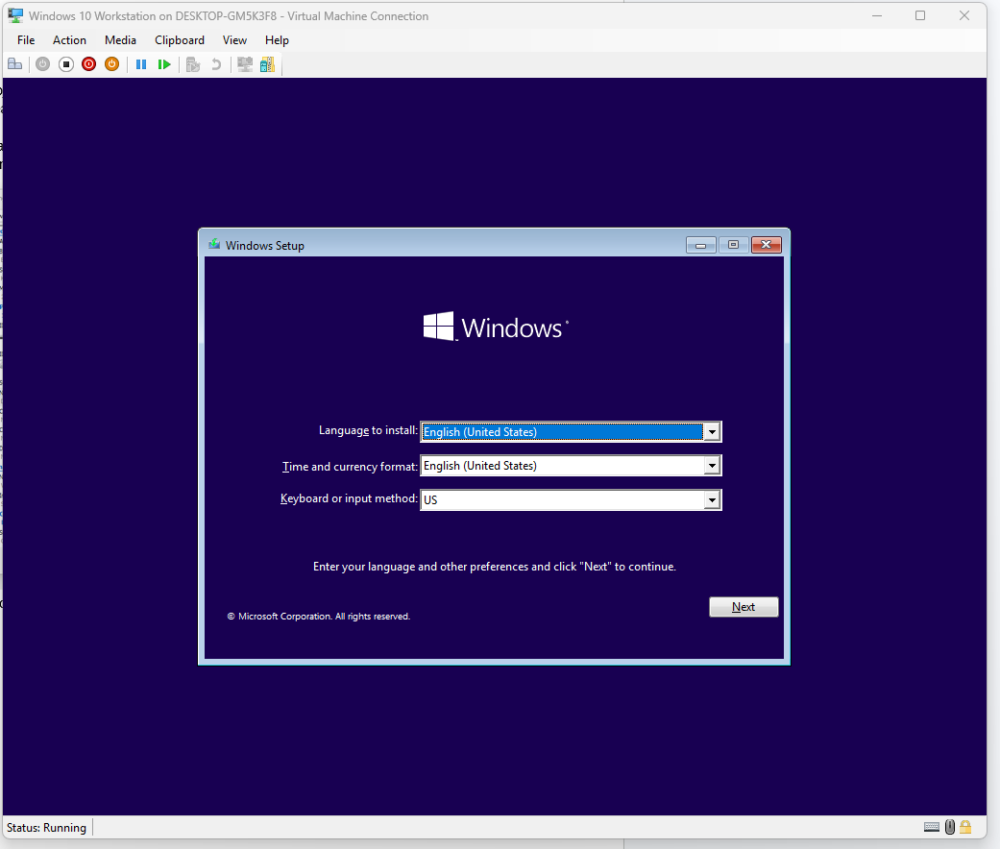 Windows 10 Workstation on DESKTOP-GM5K3F8 - Virtual Machine Connection
File Action Media Clipboard View Help
Windows Setup
Windows
Language to install: English (United States)
Time and currency format: English (United States)
Keyboard or input method: US
Enter your language and other preferences and click "Next" to continue.
Next
© Microsoft Corporation. All rights reserved.
Status: Running